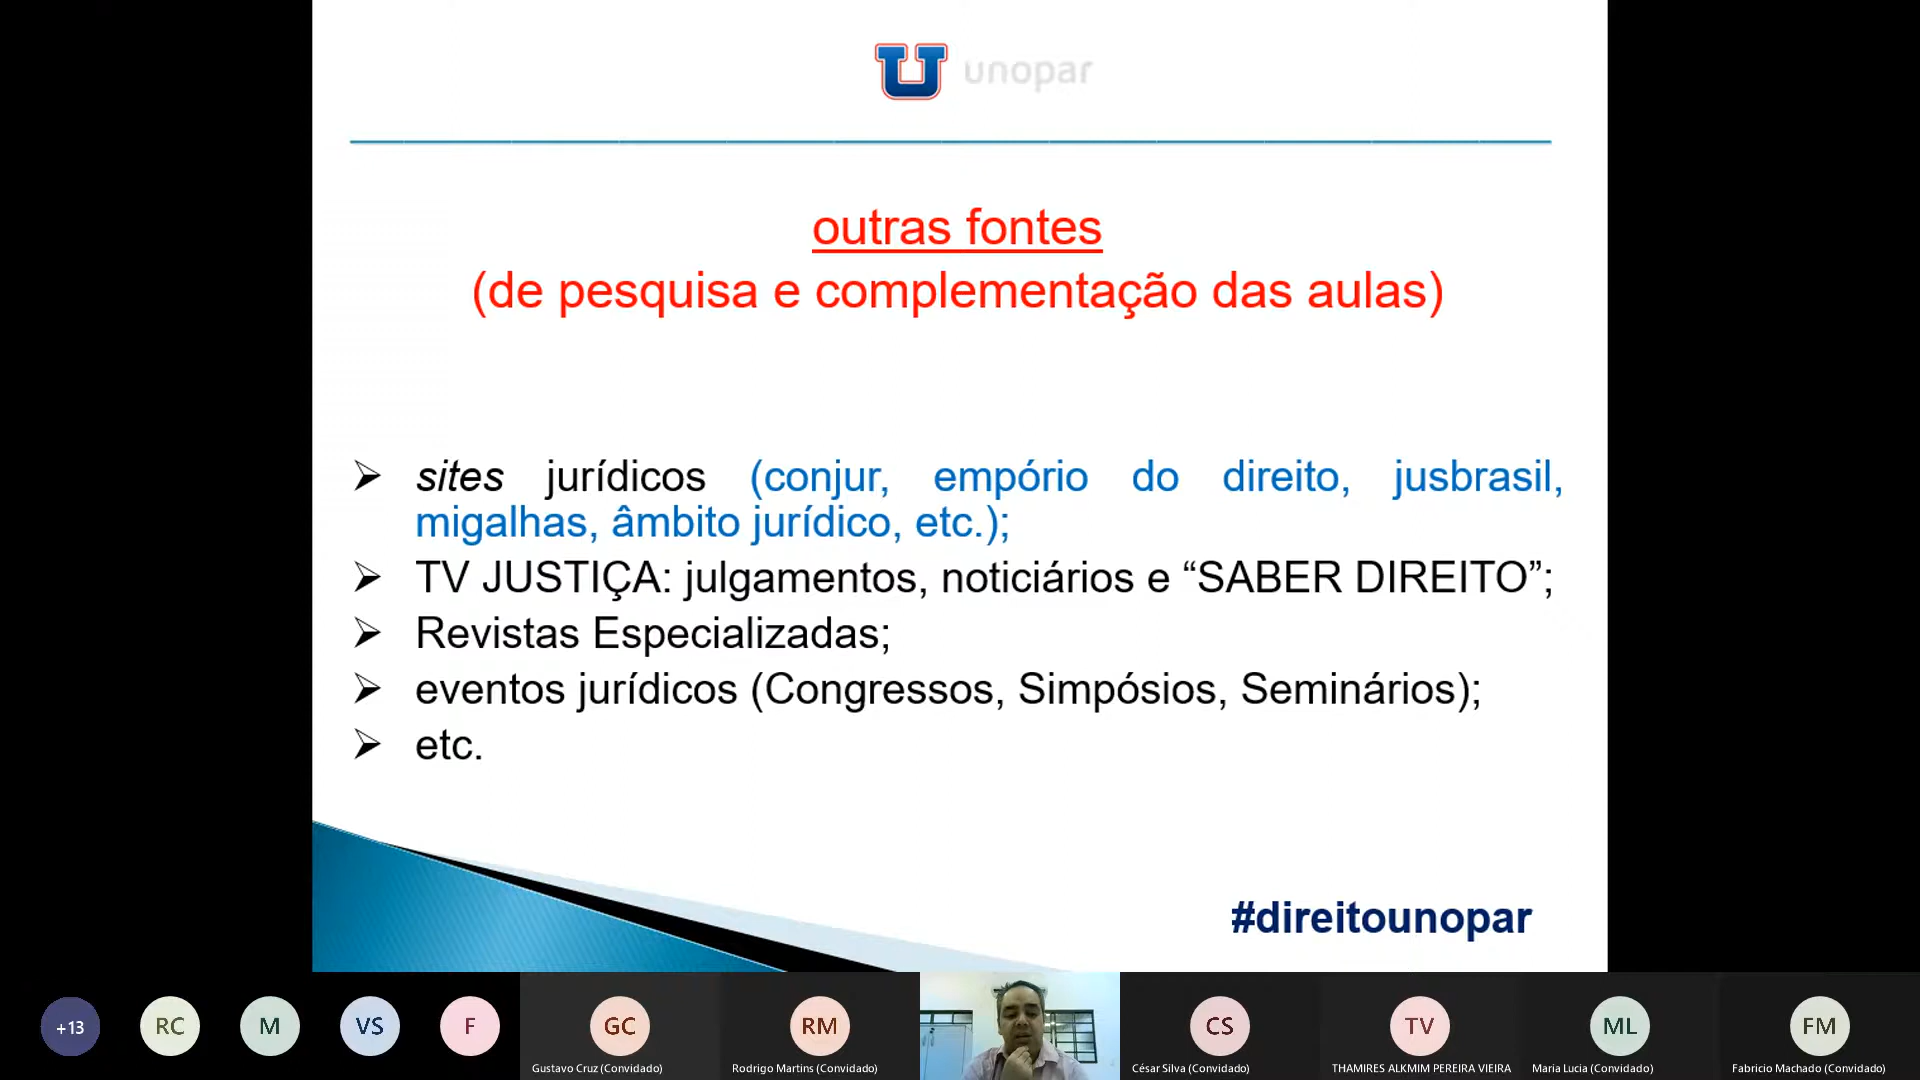 unopar
outras fontes
(de pesquisa e complementação das aulas)
➢ sites jurídicos (conjur, empório do direito, jusbrasil,
migalhas, âmbito jurídico, etc.);
➢ TV JUSTIÇA: julgamentos, noticiários e “SABER DIREITO”;
➢ Revistas Especializadas;
➢ eventos jurídicos (Congressos, Simpósios, Seminários);
➢ etc.
#direitounopar
+13
RC
M
VS
F
GC
RM
CS
TV
ML
FM
Gustavo Cruz (Convidado)
Rodrigo Martins (Convidado)
César Silva (Convidado)
THAMIRES ALKMIM PEREIRA VIEIRA
Maria Lucia (Convidado)
Fabricio Machado (Convidado)